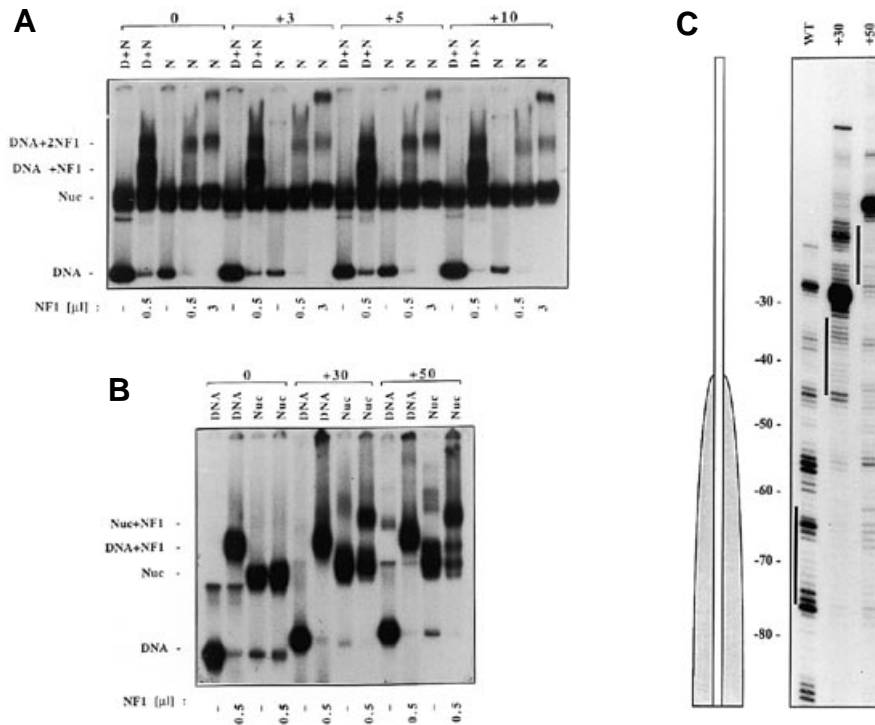 A
0 +3 +5 +10
D+N D+N N N N D+N D+N N N N D+N D+N N N N D+N D+N N N N
DNA+2NF1 -
DNA +NF1 -
Nuc -
DNA -
NF1 [µl] : – 0.5 – 0.5 3 – 0.5 – 0.5 3 – 0.5 – 0.5 3 – 0.5 – 0.5 3
B
0 +30 +50
DNA DNA Nuc Nuc DNA DNA Nuc Nuc DNA DNA Nuc Nuc
Nuc+NF1 -
DNA+NF1 -
Nuc -
DNA -
NF1 [µl] : – 0.5 – 0.5 – 0.5 – 0.5 – 0.5 – 0.5
C
WT +30 +50
-30 -
-40 -
-50 -
-60 -
-70 -
-80 -